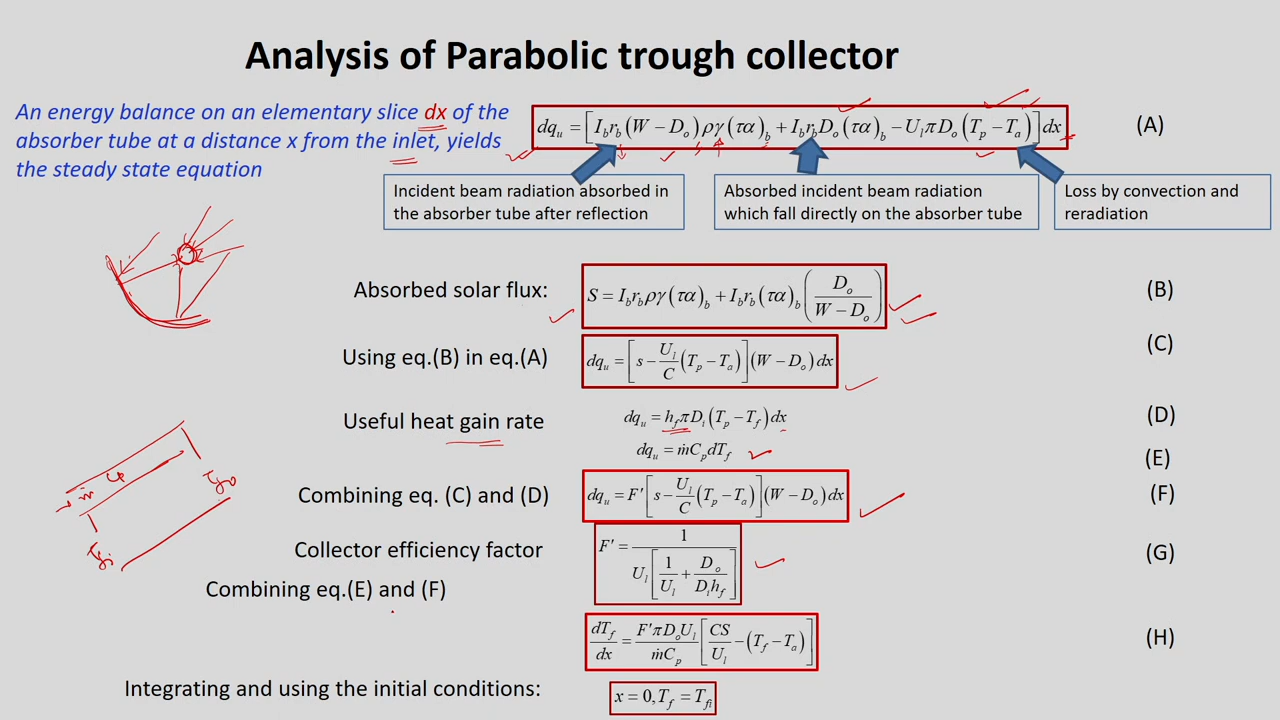 Analysis of Parabolic trough collector
An energy balance on an elementary slice dx of the
absorber tube at a distance x from the inlet, yields
the steady state equation
dq_u = [I_b r_b (W − D_o) ργ (τα)_b + I_b r_b D_o (τα)_b − U_l π D_o (T_p − T_a)] dx
(A)
Incident beam radiation absorbed in
the absorber tube after reflection
Absorbed incident beam radiation
which fall directly on the absorber tube
Loss by convection and
reradiation
Absorbed solar flux:
S = I_b r_b ργ (τα)_b + I_b r_b (τα)_b (D_o / (W − D_o))
(B)
Using eq.(B) in eq.(A)
dq_u = [s − U_l/C (T_p − T_a)] (W − D_o) dx
(C)
Useful heat gain rate
dq_u = h_f π D_i (T_p − T_f) dx
(D)
dq_u = ṁ C_p dT_f
(E)
Combining eq. (C) and (D)
dq_u = F' [s − U_l/C (T_p − T_a)] (W − D_o) dx
(F)
Collector efficiency factor
F' = 1 / (U_l [1/U_l + D_o/(D_i h_f)])
(G)
Combining eq.(E) and (F)
dT_f/dx = F' π D_o U_l / (ṁ C_p) [CS/U_l − (T_f − T_a)]
(H)
Integrating and using the initial conditions:
x = 0, T_f = T_fi
ṁ Cp